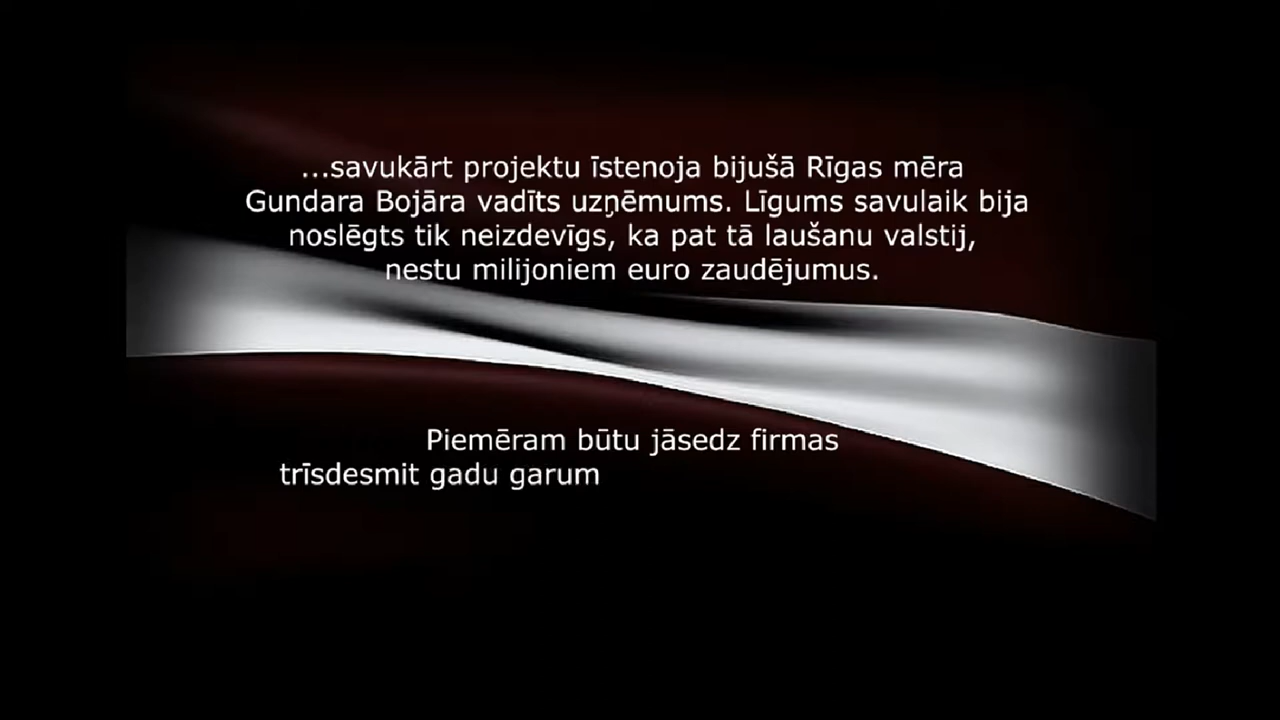 ...savukārt projektu īstenoja bijušā Rīgas mēra
Gundara Bojāra vadīts uzņēmums. Līgums savulaik bija
noslēgts tik neizdevīgs, ka pat tā laušanu valstij,
nestu milijoniem euro zaudējumus.
Piemēram būtu jāsedz firmas
trīsdesmit gadu garum